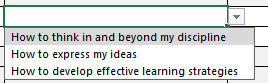 How to think in and beyond my discipline
How to express my ideas
How to develop effective learning strategies